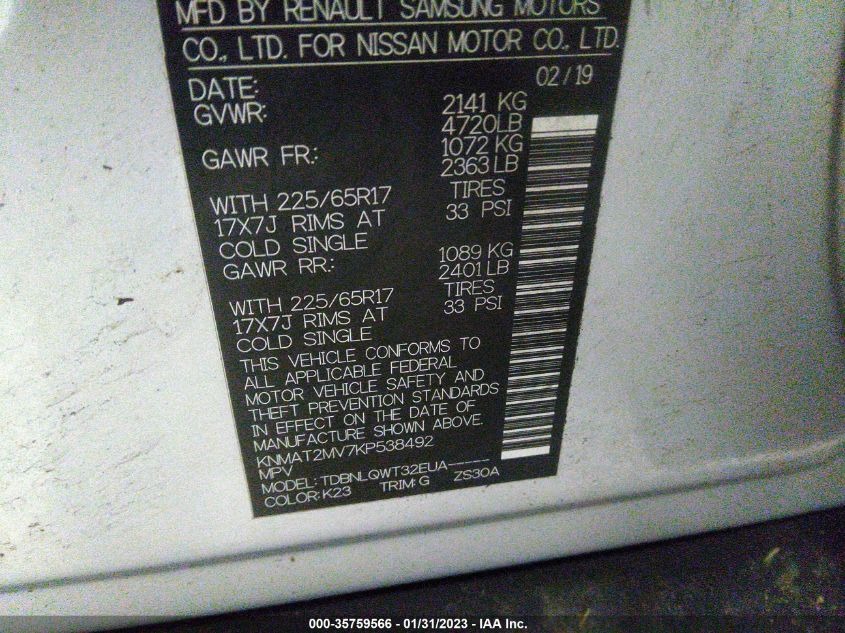 MFD BY RENAULT SAMSUNG MOTORS
CO., LTD. FOR NISSAN MOTOR CO., LTD.
DATE: 02/19
GVWR: 2141 KG
4720LB
GAWR FR.: 1072 KG
2363 LB
WITH 225/65R17 TIRES
17X7J RIMS AT 33 PSI
COLD SINGLE
GAWR RR.: 1089 KG
2401 LB
WITH 225/65R17 TIRES
17X7J RIMS AT 33 PSI
COLD SINGLE
THIS VEHICLE CONFORMS TO
ALL APPLICABLE FEDERAL
MOTOR VEHICLE SAFETY AND
THEFT PREVENTION STANDARDS
IN EFFECT ON THE DATE OF
MANUFACTURE SHOWN ABOVE.
KNMAT2MV7KP538492
MPV
MODEL: TDBNLQWT32EUA-----
COLOR: K23 TRIM: G ZS30A
000-35759566 - 01/31/2023 - IAA Inc.